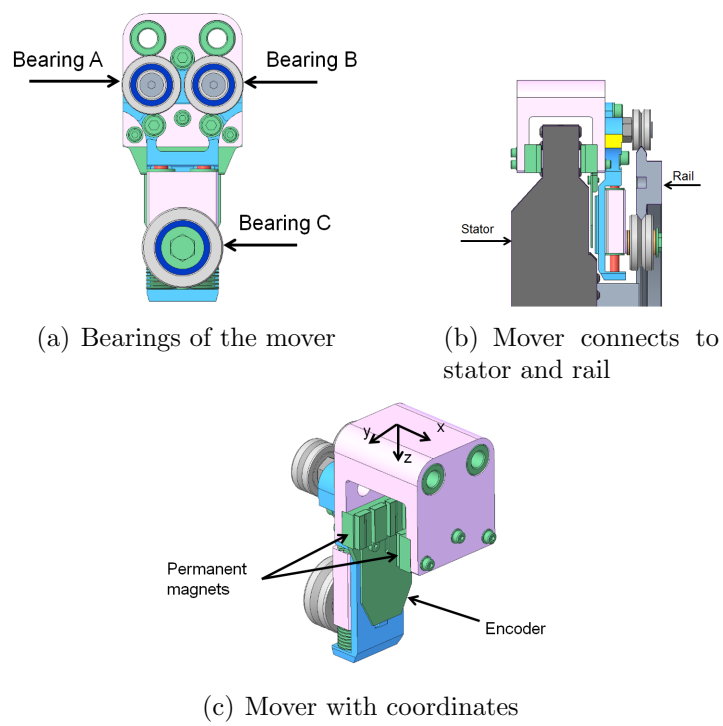 Bearing A
Bearing B
Bearing C
(a) Bearings of the mover
Rail
Stator
(b) Mover connects to
stator and rail
y
x
z
Permanent
magnets
Encoder
(c) Mover with coordinates